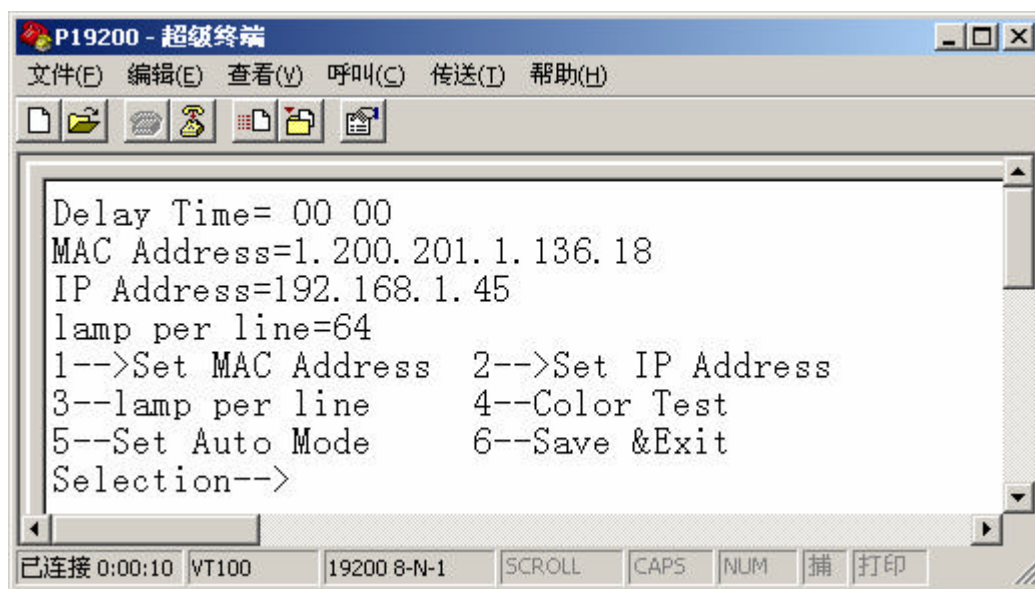 P19200 - 超级终端
文件(F) 编辑(E) 查看(V) 呼叫(C) 传送(T) 帮助(H)
Delay Time= 00 00
MAC Address=1.200.201.1.136.18
IP Address=192.168.1.45
lamp per line=64
1-->Set MAC Address 2-->Set IP Address
3--lamp per line 4--Color Test
5--Set Auto Mode 6--Save &Exit
Selection-->
已连接 0:00:10 VT100 19200 8-N-1 SCROLL CAPS NUM 捕 打印